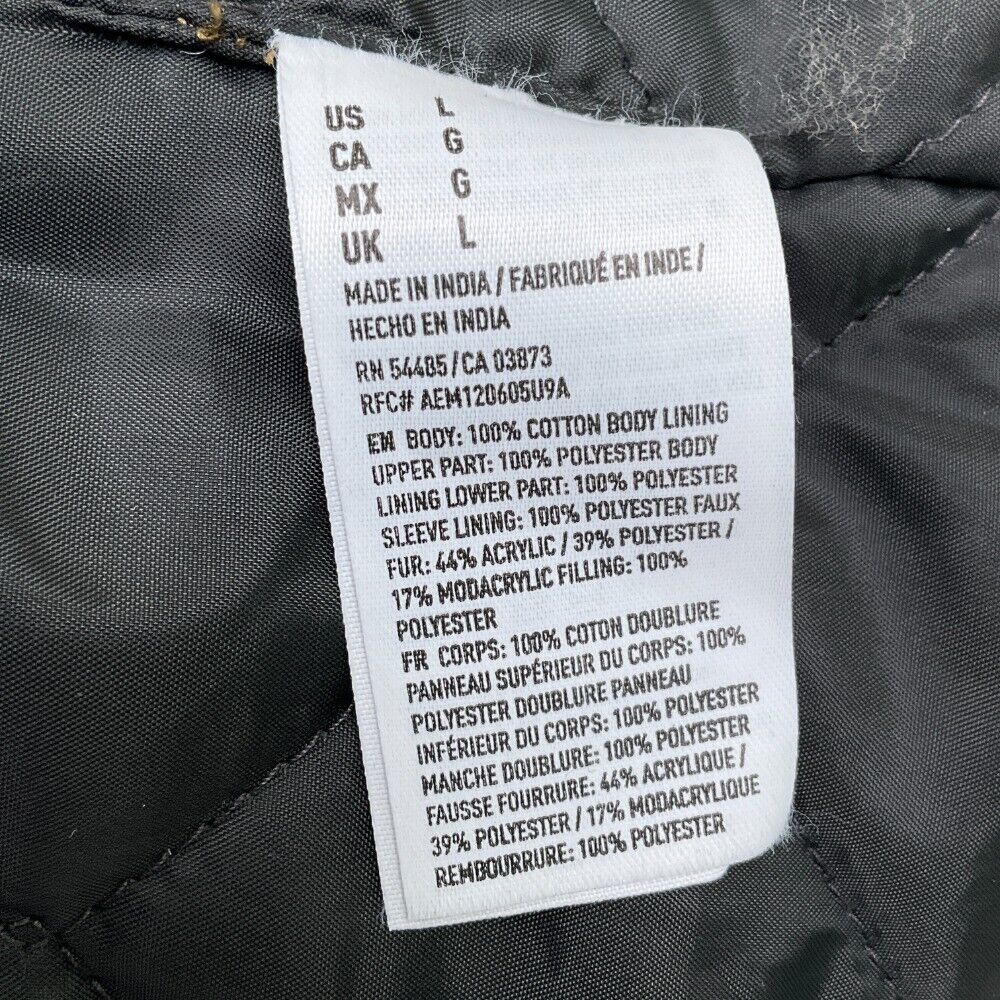 US L
CA G
MX G
UK L
MADE IN INDIA / FABRIQUÉ EN INDE /
HECHO EN INDIA
RN 54485 / CA 03873
RFC# AEM120605U9A
EN BODY: 100% COTTON BODY LINING
UPPER PART: 100% POLYESTER BODY
LINING LOWER PART: 100% POLYESTER
SLEEVE LINING: 100% POLYESTER FAUX
FUR: 44% ACRYLIC / 39% POLYESTER /
17% MODACRYLIC FILLING: 100%
POLYESTER
FR CORPS: 100% COTON DOUBLURE
PANNEAU SUPÉRIEUR DU CORPS: 100%
POLYESTER DOUBLURE PANNEAU
INFÉRIEUR DU CORPS: 100% POLYESTER
MANCHE DOUBLURE: 100% POLYESTER
FAUSSE FOURRURE: 44% ACRYLIQUE /
39% POLYESTER / 17% MODACRYLIQUE
REMBOURRURE: 100% POLYESTER